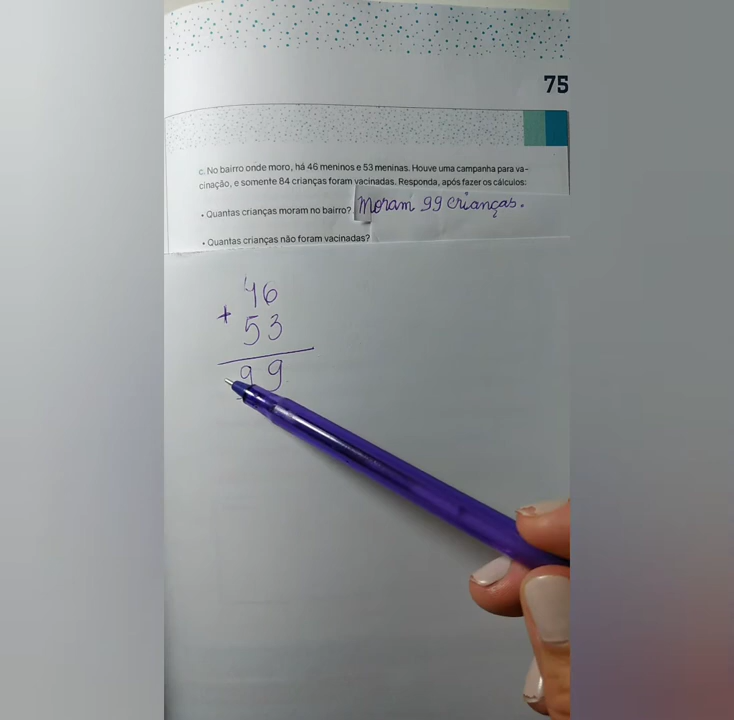 75
c. No bairro onde moro, há 46 meninos e 53 meninas. Houve uma campanha para va-
cinação, e somente 84 crianças foram vacinadas. Responda, após fazer os cálculos:
• Quantas crianças moram no bairro? Moram 99 crianças.
• Quantas crianças não foram vacinadas?
46
+
53
99